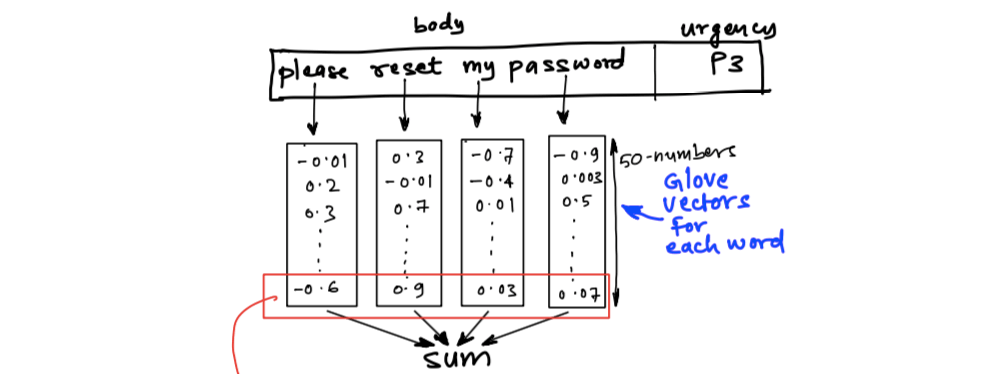 body urgency
please reset my password P3
-0.01 0.3 -0.7 -0.9 50-numbers
0.2 -0.01 -0.4 0.003 Glove
0.3 0.7 0.01 0.5 vectors
for
each word
-0.6 0.9 0.03 0.07
sum